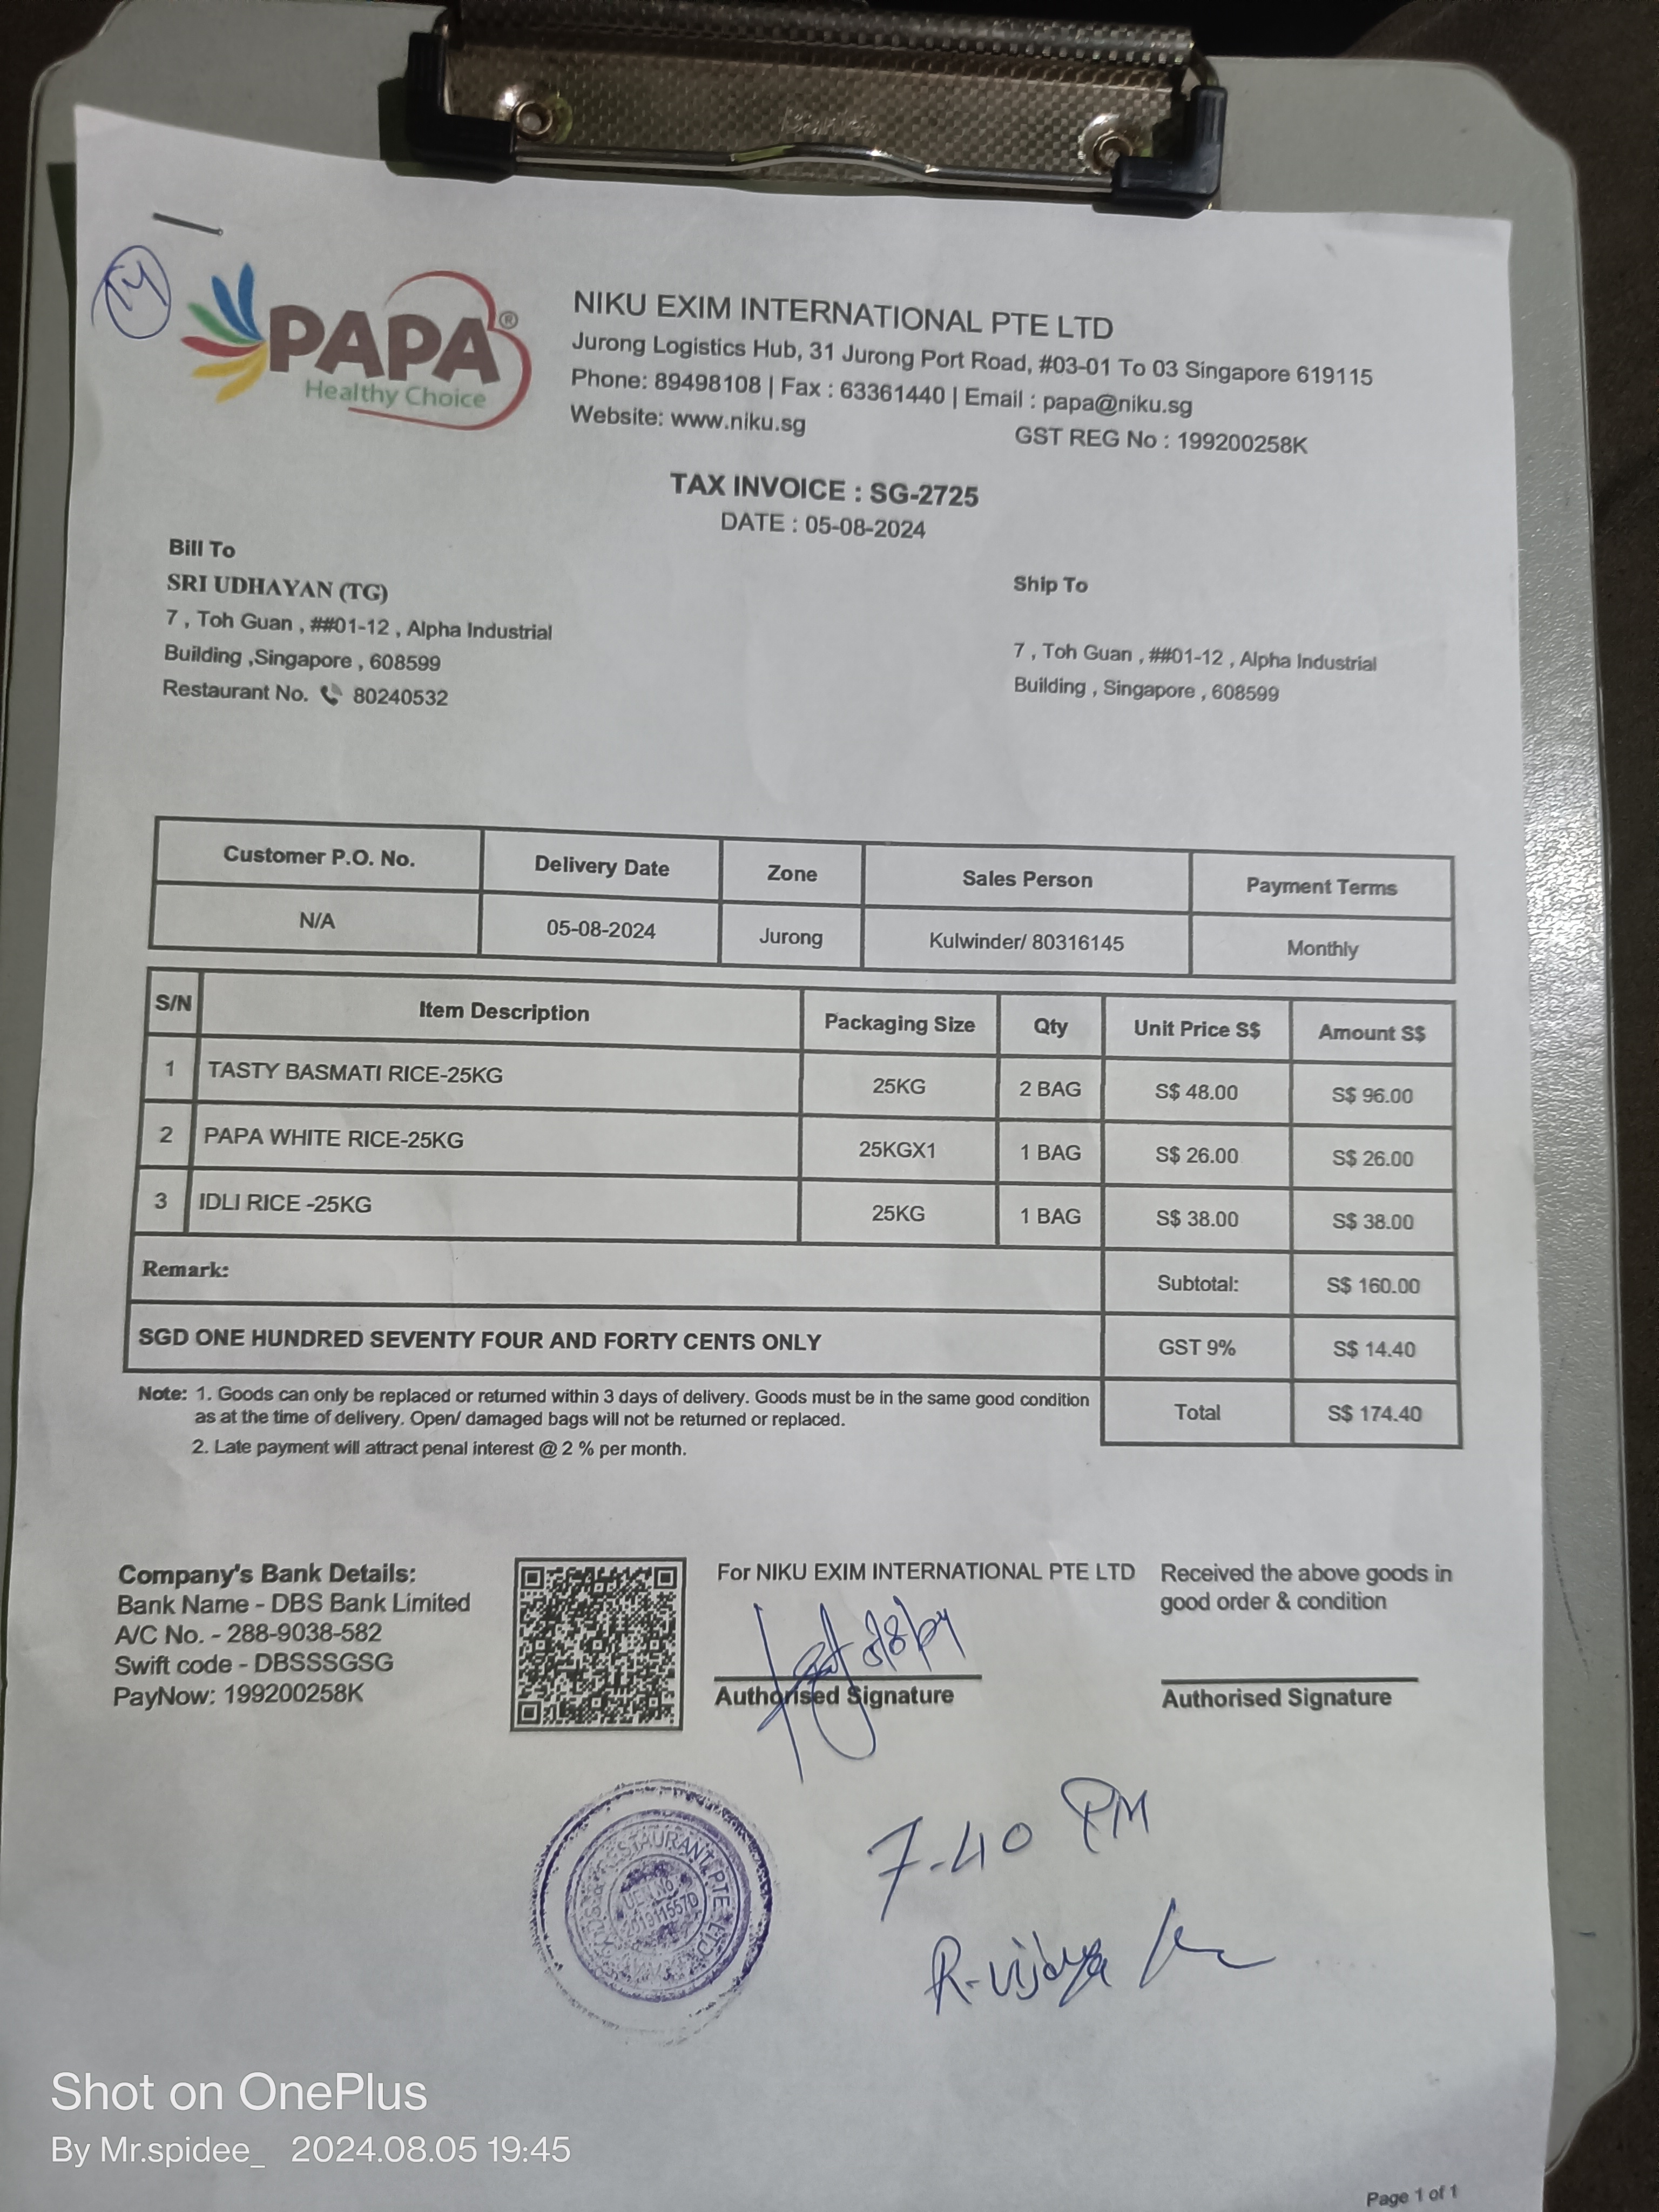 14
PAPA®
Healthy Choice
NIKU EXIM INTERNATIONAL PTE LTD
Jurong Logistics Hub, 31 Jurong Port Road, #03-01 To 03 Singapore 619115
Phone: 89498108 | Fax : 63361440 | Email : papa@niku.sg
Website: www.niku.sg GST REG No : 199200258K
TAX INVOICE : SG-2725
DATE : 05-08-2024
Bill To
SRI UDHAYAN (TG)
7 , Toh Guan , ##01-12 , Alpha Industrial
Building ,Singapore , 608599
Restaurant No. 80240532
Ship To
7 , Toh Guan , ##01-12 , Alpha Industrial
Building , Singapore , 608599
Customer P.O. No. Delivery Date Zone Sales Person Payment Terms
N/A 05-08-2024 Jurong Kulwinder/ 80316145 Monthly
S/N Item Description Packaging Size Qty Unit Price S$ Amount S$
1 TASTY BASMATI RICE-25KG 25KG 2 BAG S$ 48.00 S$ 96.00
2 PAPA WHITE RICE-25KG 25KGX1 1 BAG S$ 26.00 S$ 26.00
3 IDLI RICE -25KG 25KG 1 BAG S$ 38.00 S$ 38.00
Remark: Subtotal: S$ 160.00
SGD ONE HUNDRED SEVENTY FOUR AND FORTY CENTS ONLY GST 9% S$ 14.40
Total S$ 174.40
Note: 1. Goods can only be replaced or returned within 3 days of delivery. Goods must be in the same good condition
as at the time of delivery. Open/ damaged bags will not be returned or replaced.
2. Late payment will attract penal interest @ 2 % per month.
Company's Bank Details:
Bank Name - DBS Bank Limited
A/C No. - 288-9038-582
Swift code - DBSSSGSG
PayNow: 199200258K
For NIKU EXIM INTERNATIONAL PTE LTD
Authorised Signature
Received the above goods in
good order & condition
Authorised Signature
RESTAURANT PTE LTD
7-40 PM
R-vijaya
Shot on OnePlus
By Mr.spidee_ 2024.08.05 19:45
Page 1 of 1